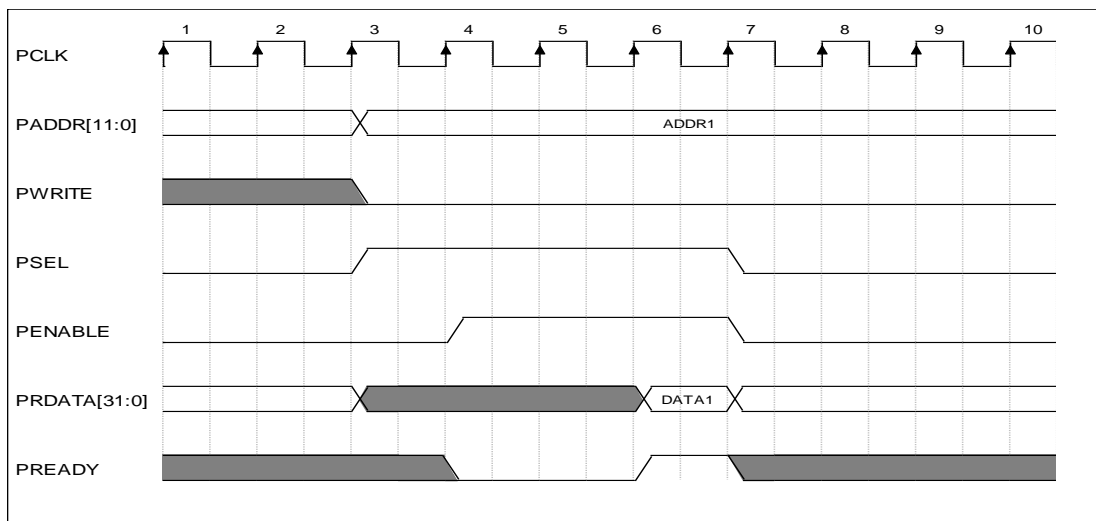 1 2 3 4 5 6 7 8 9 10
PCLK
PADDR[11:0] ADDR1
PWRITE
PSEL
PENABLE
PRDATA[31:0] DATA1
PREADY